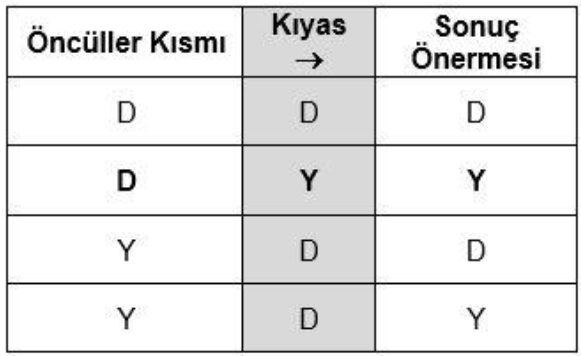 Öncüller Kısmı Kıyas → Sonuç Önermesi
D D D
D Y Y
Y D D
Y D Y